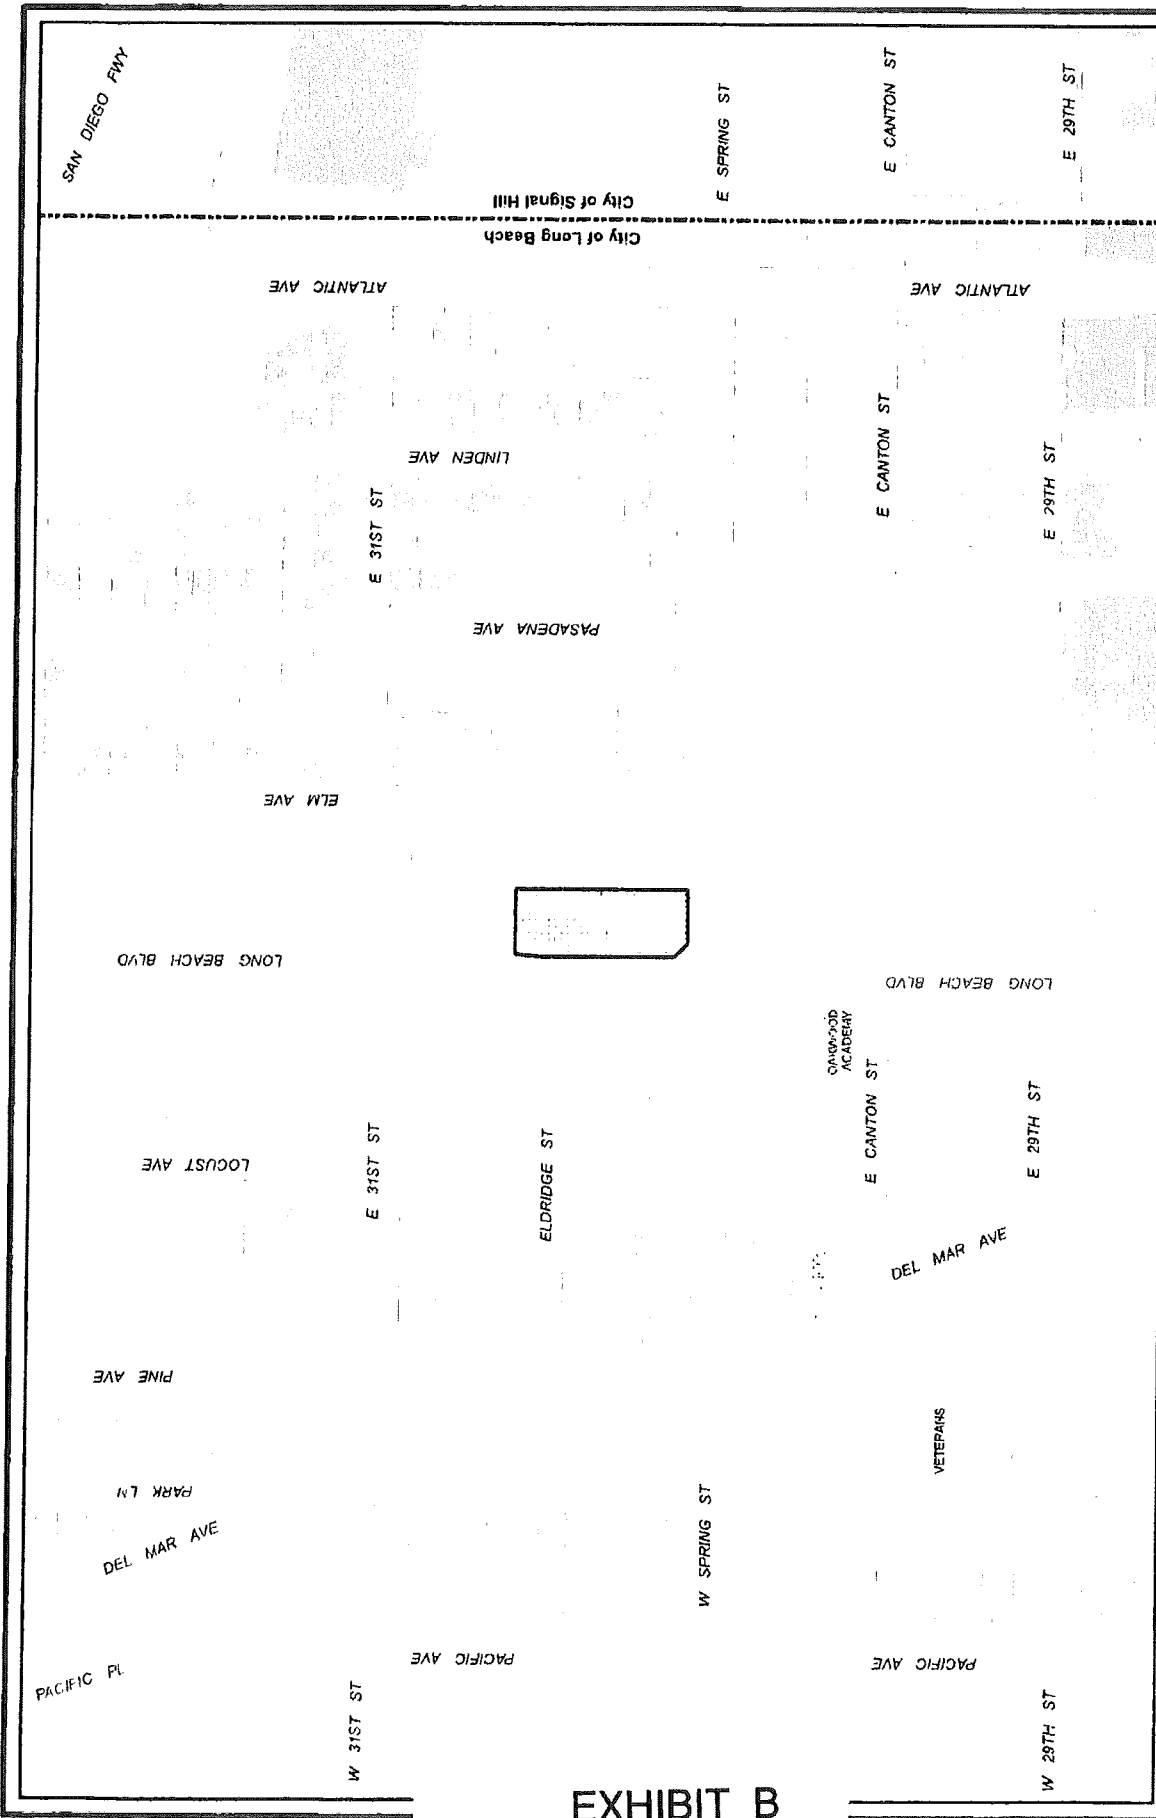 SAN DIEGO FWY
E SPRING ST
E CANTON ST
E 29TH ST
City of Signal Hill
City of Long Beach
ATLANTIC AVE
ATLANTIC AVE
LINDEN AVE
E 31ST ST
E CANTON ST
E 29TH ST
PASADENA AVE
ELM AVE
LONG BEACH BLVD
LONG BEACH BLVD
OAKWOOD
ACADEMY
LOCUST AVE
E 31ST ST
ELDRIDGE ST
E CANTON ST
E 29TH ST
DEL MAR AVE
PINE AVE
VETERANS
PARK LN
DEL MAR AVE
W SPRING ST
PACIFIC PL
PACIFIC AVE
PACIFIC AVE
W 31ST ST
W 29TH ST
EXHIBIT B